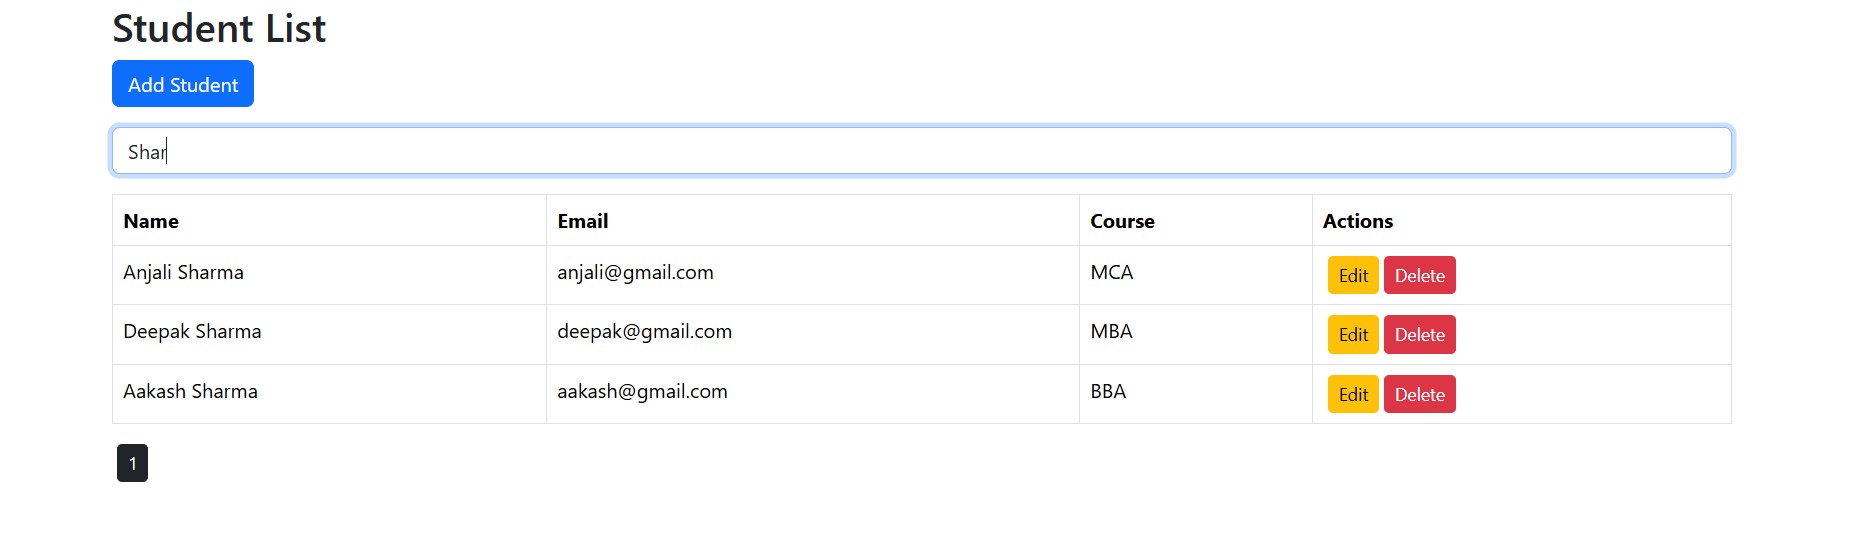 Student List
Add Student
Shar
Name Email Course Actions
Anjali Sharma anjali@gmail.com MCA Edit Delete
Deepak Sharma deepak@gmail.com MBA Edit Delete
Aakash Sharma aakash@gmail.com BBA Edit Delete
1